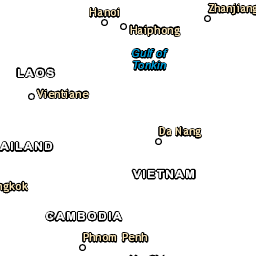 Hanoi
Zhanjiang
Haiphong
Gulf of
Tonkin
LAOS
Vientiane
Da Nang
AILAND
VIETNAM
ngkok
CAMBODIA
Phnom Penh